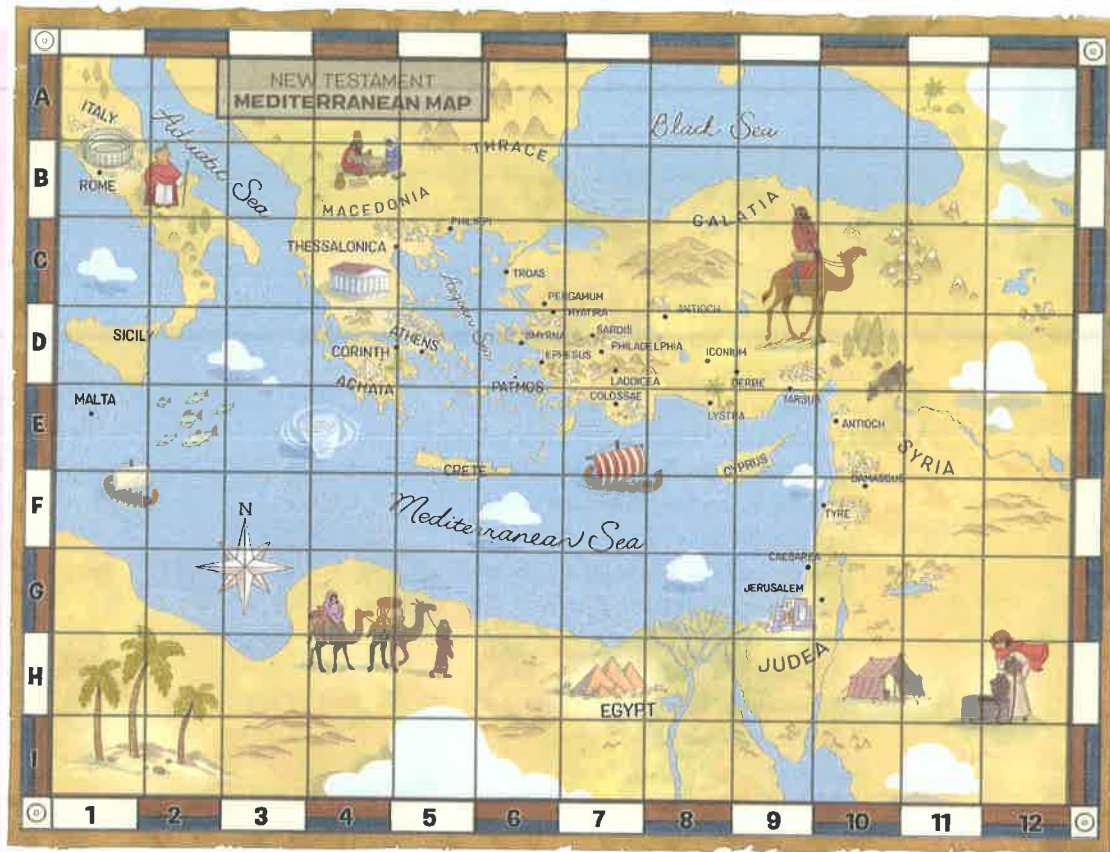 NEW TESTAMENT
MEDITERRANEAN MAP
A
ITALY
Adriatic Sea
Black Sea
THRACE
B
ROME
MACEDONIA
GALATIA
PHILIPPI
C
THESSALONICA
TROAS
Aegean Sea
PERGAMUM
THYATIRA
ANTIOCH
D
SICILY
ATHENS
SMYRNA
SARDIS
PHILADELPHIA
CORINTH
EPHESUS
ICONIUM
ACHAIA
PATMOS
LAODICEA
DERBE
COLOSSAE
TARSUS
MALTA
E
LYSTRA
ANTIOCH
SYRIA
CRETE
CYPRUS
DAMASCUS
F
N
Mediterranean Sea
TYRE
CAESAREA
G
JERUSALEM
JUDEA
H
EGYPT
I
1 2 3 4 5 6 7 8 9 10 11 12